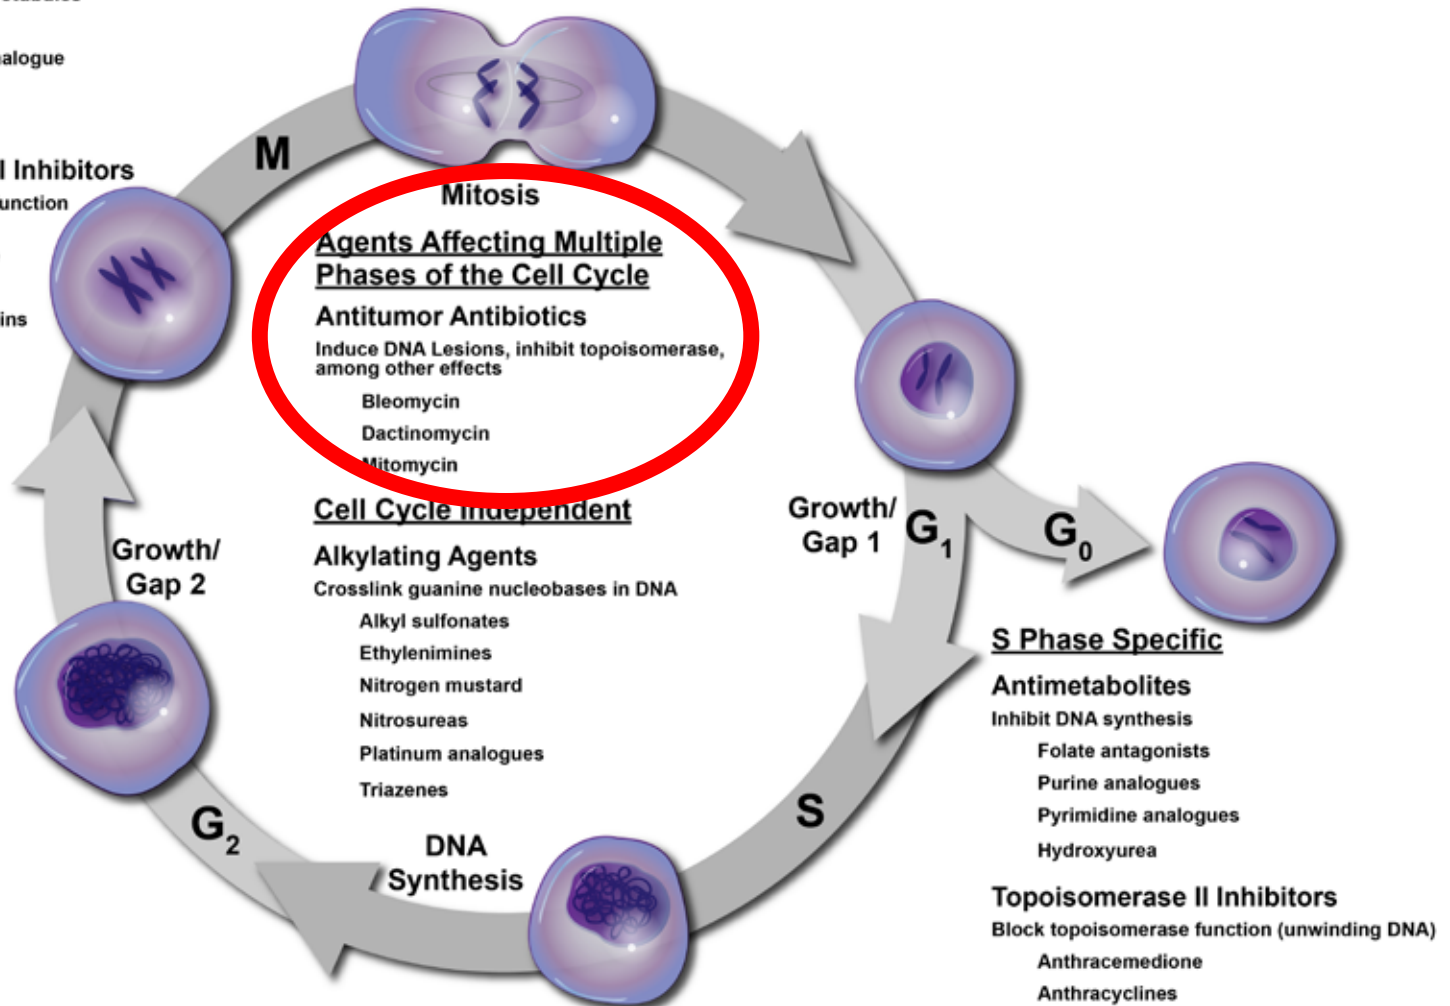 alogue
I Inhibitors
unction
ins
M
Mitosis
Agents Affecting Multiple
Phases of the Cell Cycle
Antitumor Antibiotics
Induce DNA Lesions, inhibit topoisomerase,
among other effects
Bleomycin
Dactinomycin
Mitomycin
Cell Cycle Independent
Alkylating Agents
Crosslink guanine nucleobases in DNA
Alkyl sulfonates
Ethylenimines
Nitrogen mustard
Nitrosureas
Platinum analogues
Triazenes
Growth/
Gap 1
G1
G0
Growth/
Gap 2
G2
DNA
Synthesis
S
S Phase Specific
Antimetabolites
Inhibit DNA synthesis
Folate antagonists
Purine analogues
Pyrimidine analogues
Hydroxyurea
Topoisomerase II Inhibitors
Block topoisomerase function (unwinding DNA)
Anthracemedione
Anthracyclines